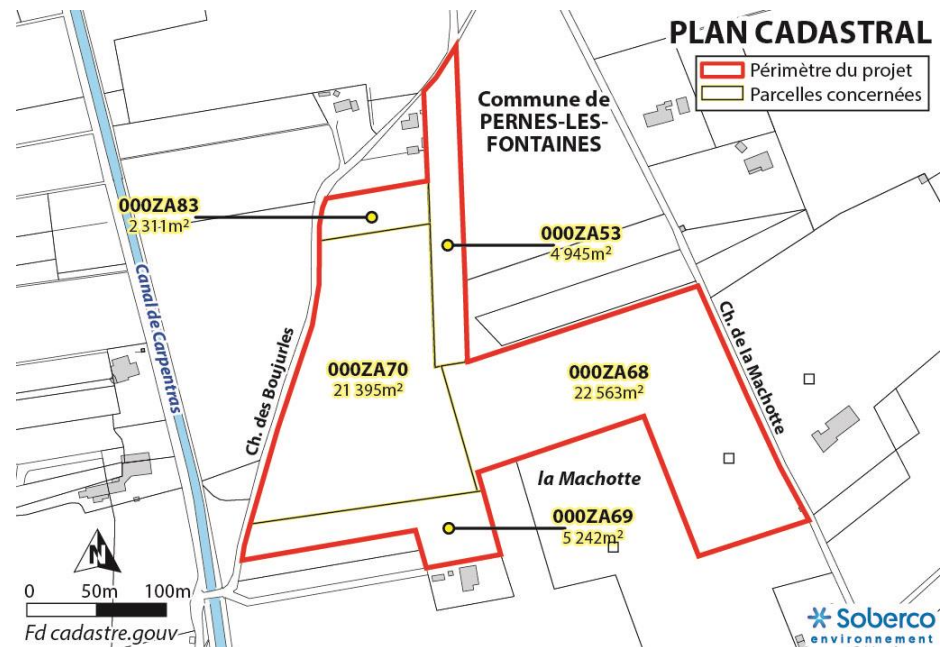 PLAN CADASTRAL
Périmètre du projet
Parcelles concernées
Commune de
PERNES-LES-
FONTAINES
000ZA83
2 311m²
000ZA53
4 945m²
Canal de Carpentras
Ch. des Boujurles
000ZA70
21 395m²
000ZA68
22 563m²
Ch. de la Machotte
la Machotte
000ZA69
5 242m²
N
0 50m 100m
Fd cadastre.gouv
Soberco
environnement